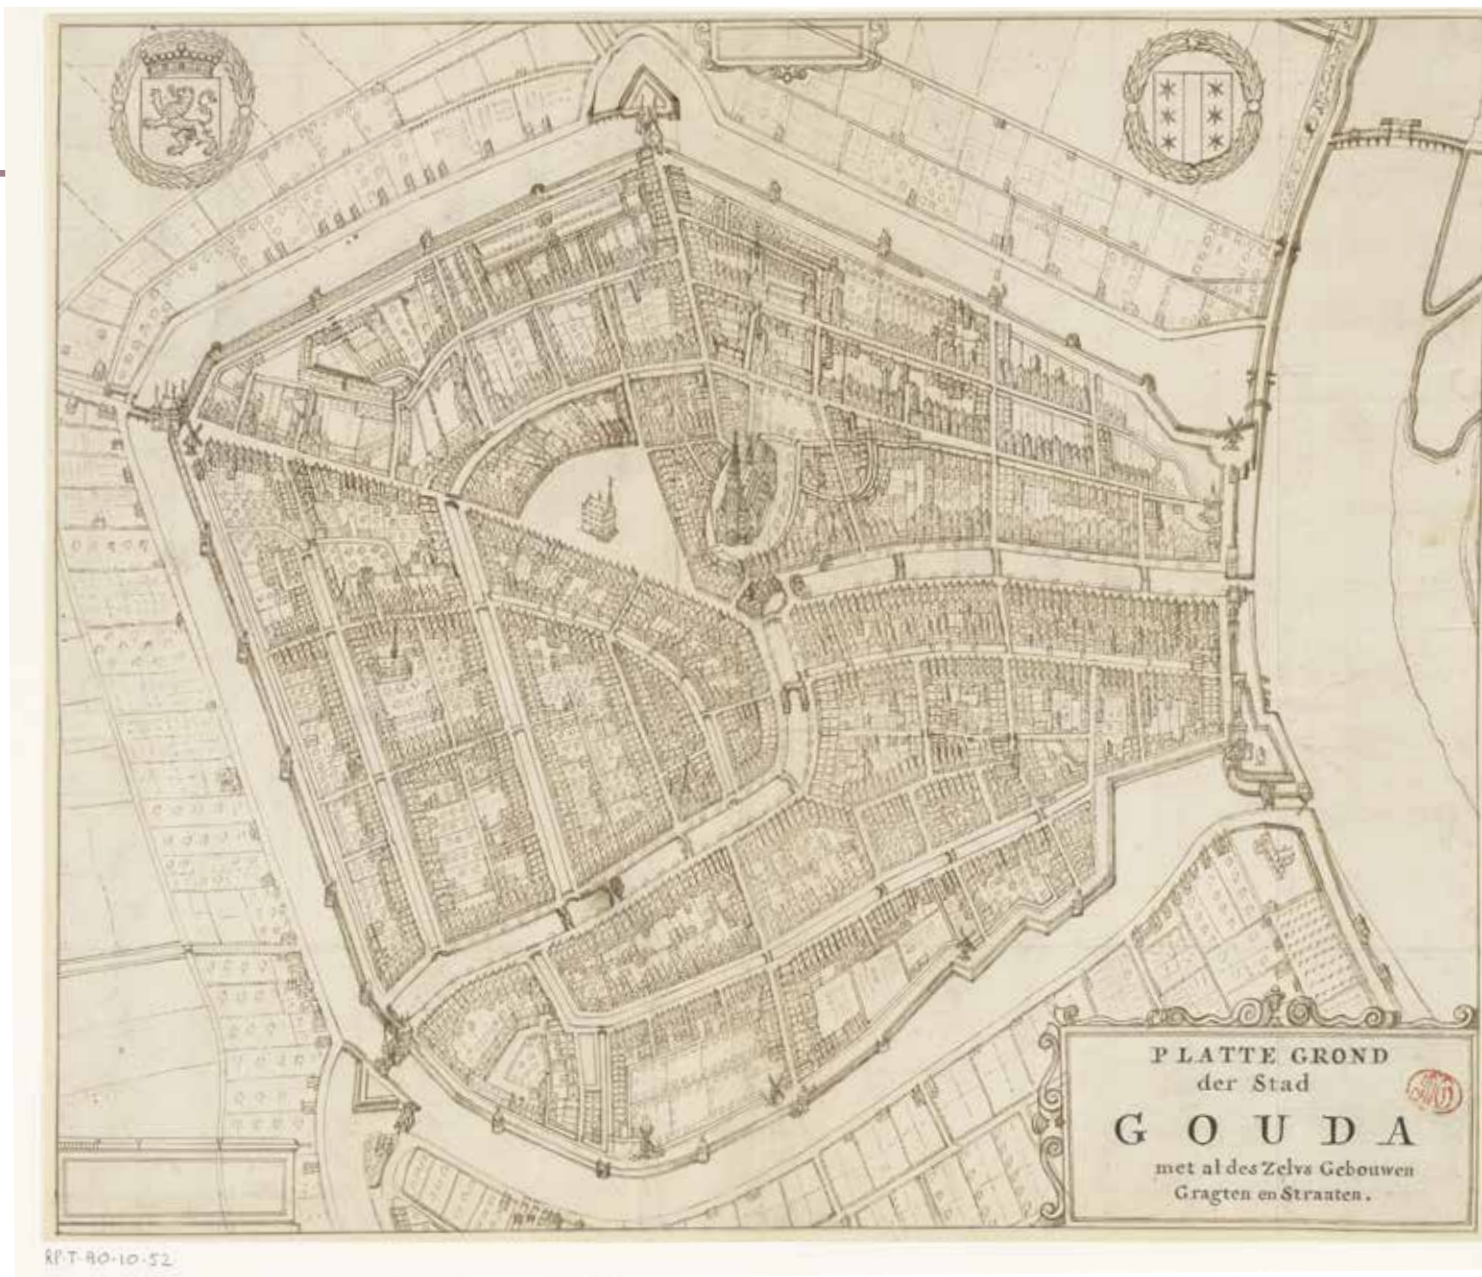 PLATTE GROND
der Stad
GOUDA
met al des Zelvs Gebouwen
Gragten en Straaten.
RP-T-90-10-52